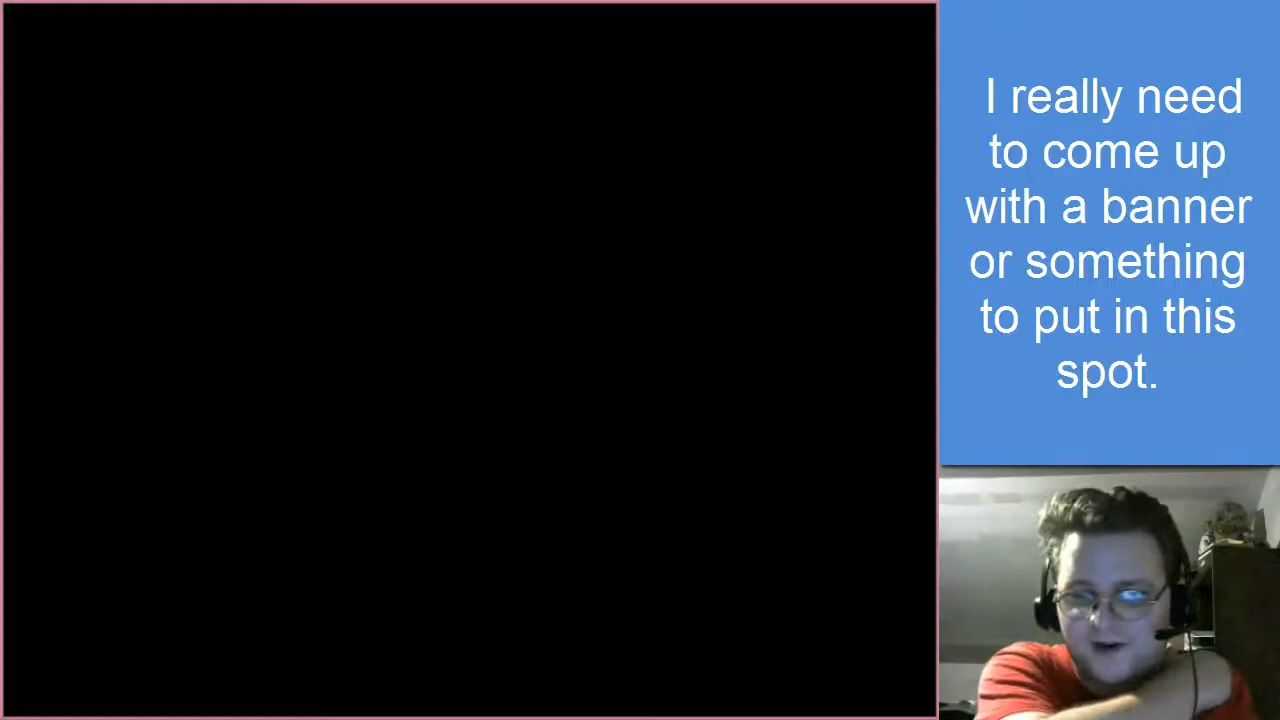 I really need
to come up
with a banner
or something
to put in this
spot.